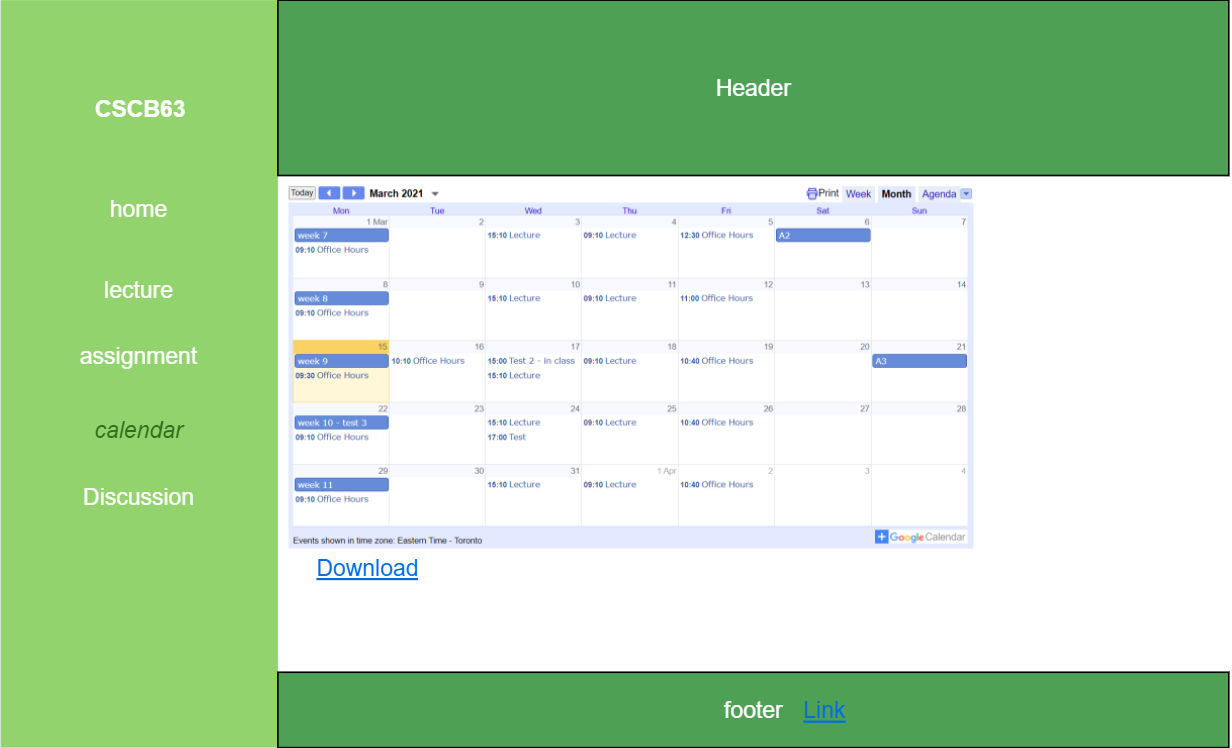 CSCB63
home
lecture
assignment
calendar
Discussion
Header
Today March 2021 Print Week Month Agenda
Mon Tue Wed Thu Fri Sat Sun
1 Mar 2 3 4 5 6 7
week 7 15:10 Lecture 09:10 Lecture 12:30 Office Hours A2
09:10 Office Hours
8 9 10 11 12 13 14
week 8 15:10 Lecture 09:10 Lecture 11:00 Office Hours
09:10 Office Hours
15 16 17 18 19 20 21
week 9 10:10 Office Hours 15:00 Test 2 - in class 09:10 Lecture 10:40 Office Hours A3
09:30 Office Hours 15:10 Lecture
22 23 24 25 26 27 28
week 10 - test 3 15:10 Lecture 09:10 Lecture 10:40 Office Hours
09:10 Office Hours 17:00 Test
29 30 31 1 Apr 2 3 4
week 11 15:10 Lecture 09:10 Lecture 10:40 Office Hours
09:10 Office Hours
Events shown in time zone: Eastern Time - Toronto
+ Google Calendar
Download
footer Link